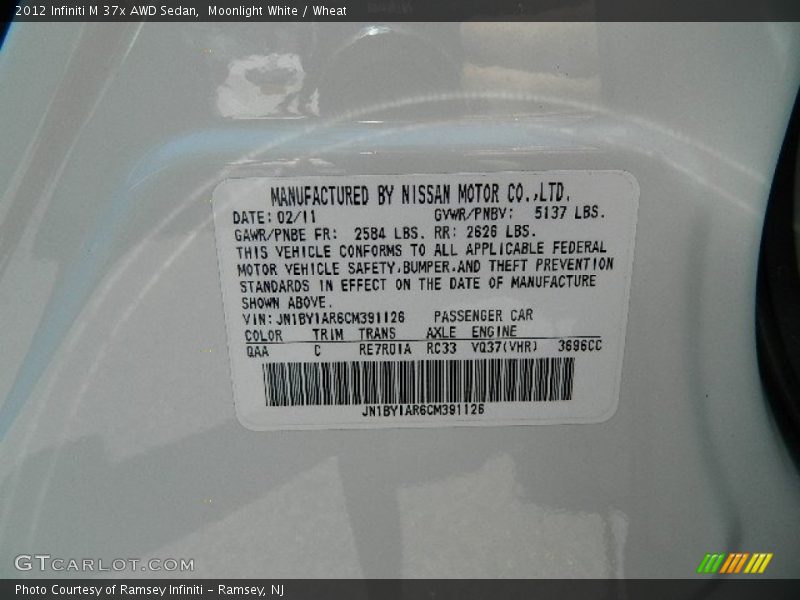 2012 Infiniti M 37x AWD Sedan,  Moonlight White / Wheat
MANUFACTURED BY NISSAN MOTOR CO.,LTD.
DATE: 02/11 GVWR/PNBV: 5137 LBS.
GAWR/PNBE FR: 2584 LBS. RR: 2626 LBS.
THIS VEHICLE CONFORMS TO ALL APPLICABLE FEDERAL
MOTOR VEHICLE SAFETY,BUMPER,AND THEFT PREVENTION
STANDARDS IN EFFECT ON THE DATE OF MANUFACTURE
SHOWN ABOVE.
VIN: JN1BY1AR6CM391126 PASSENGER CAR
COLOR TRIM TRANS AXLE ENGINE
QAA C RE7R01A RC33 VQ37(VHR) 3696CC
JN1BY1AR6CM391126
GTCARLOT.COM
Photo Courtesy of Ramsey Infiniti – Ramsey, NJ